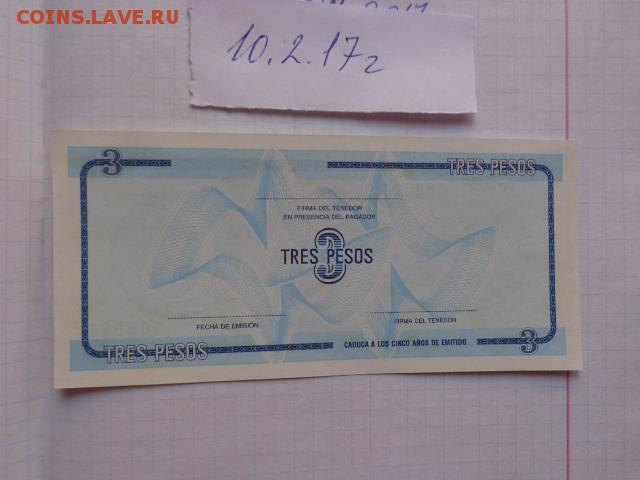 COINS.LAVE.RU
10.2.17г
3
TRES PESOS
FIRMA DEL TENEDOR
EN PRESENCIA DEL PAGADOR
TRES 3 PESOS
FECHA DE EMISIÓN
FIRMA DEL TENEDOR
TRES PESOS
CADUCA A LOS CINCO AÑOS DE EMITIDO
3